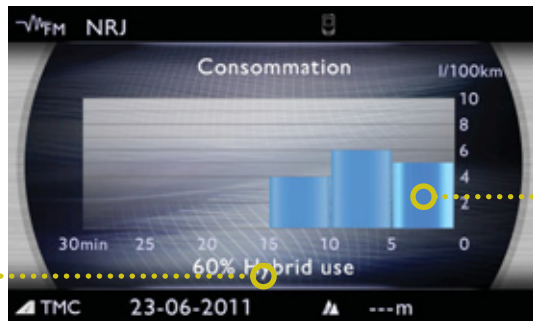 FM NRJ
Consommation
l/100km
10
8
6
4
2
30min 25 20 15 10 5 0
60% Hybrid use
TMC 23-06-2011 ---m